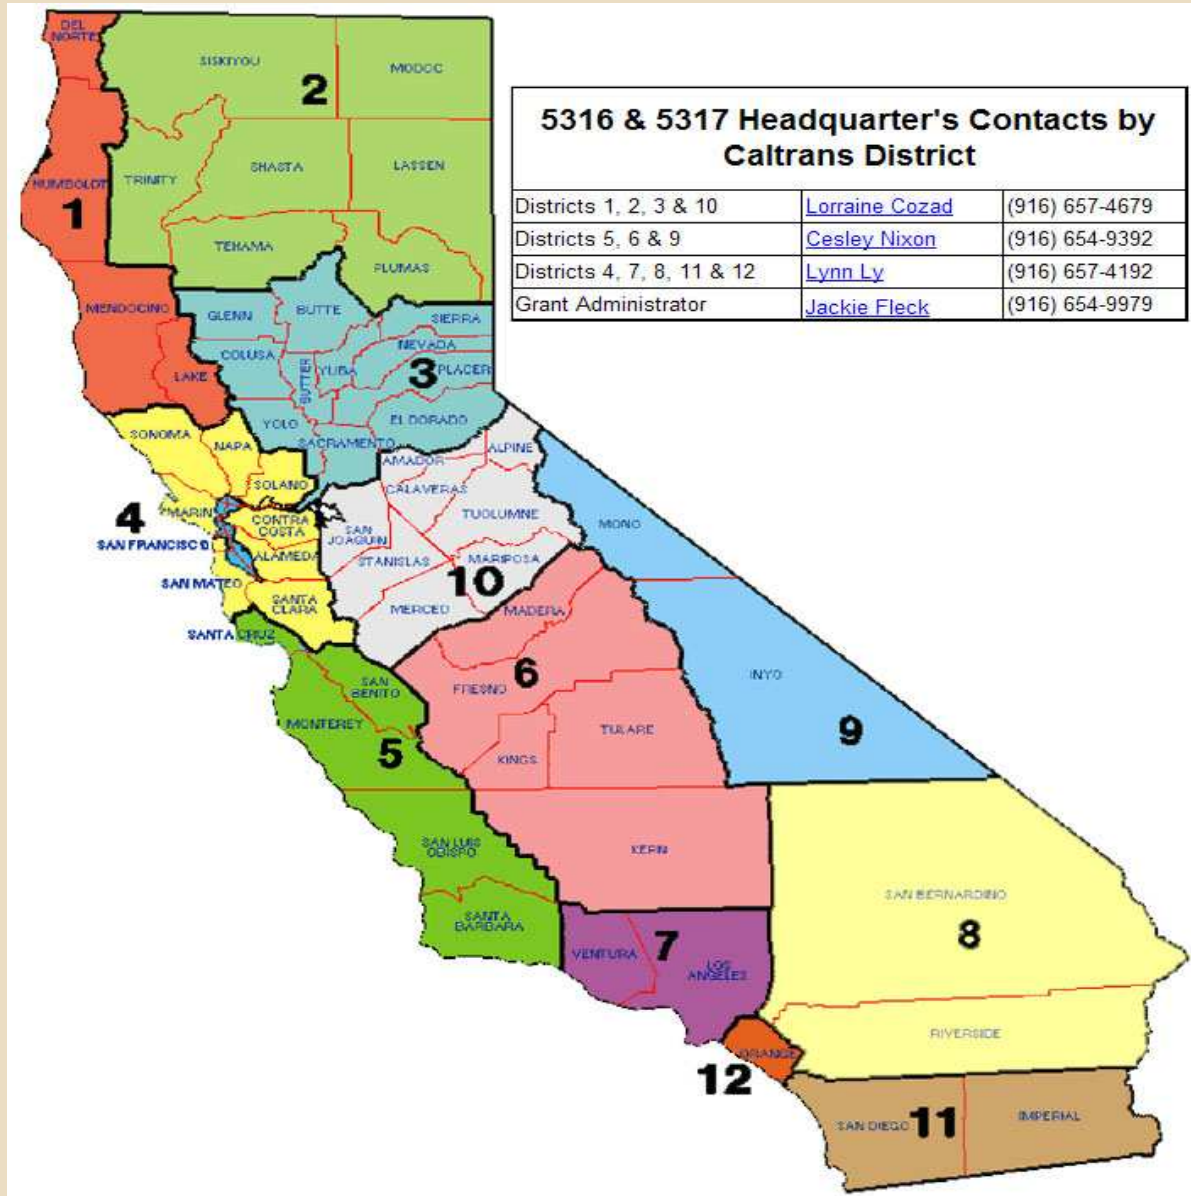 5316 & 5317 Headquarter's Contacts by
Caltrans District
Districts 1, 2, 3 & 10 Lorraine Cozad (916) 657-4679
Districts 5, 6 & 9 Cesley Nixon (916) 654-9392
Districts 4, 7, 8, 11 & 12 Lynn Ly (916) 657-4192
Grant Administrator Jackie Fleck (916) 654-9979
DEL
NORTE
SISKIYOU
MODOC
2
HUMBOLDT
1
TRINITY
SHASTA
LASSEN
TEHAMA
PLUMAS
MENDOCINO
LAKE
GLENN
BUTTE
SIERRA
COLUSA
SUTTER
YUBA
NEVADA
PLACER
3
YOLO
EL DORADO
SACRAMENTO
SONOMA
NAPA
SOLANO
MARIN
4
CONTRA
COSTA
SAN FRANCISCO
ALAMEDA
SAN MATEO
SANTA
CLARA
SANTA CRUZ
AMADOR
ALPINE
CALAVERAS
TUOLUMNE
SAN
JOAQUIN
STANISLAS
MARIPOSA
10
MERCED
MONO
INYO
9
MADERA
6
FRESNO
TULARE
KINGS
KERN
SAN
BENITO
MONTEREY
5
SAN LUIS
OBISPO
SANTA
BARBARA
VENTURA
7
LOS
ANGELES
SAN BERNARDINO
8
RIVERSIDE
ORANGE
12
SAN DIEGO
11
IMPERIAL